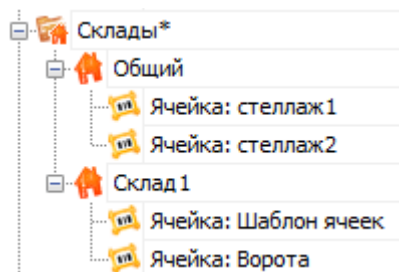 Склады*
Общий
Ячейка: стеллаж1
Ячейка: стеллаж2
Склад1
Ячейка: Шаблон ячеек
Ячейка: Ворота